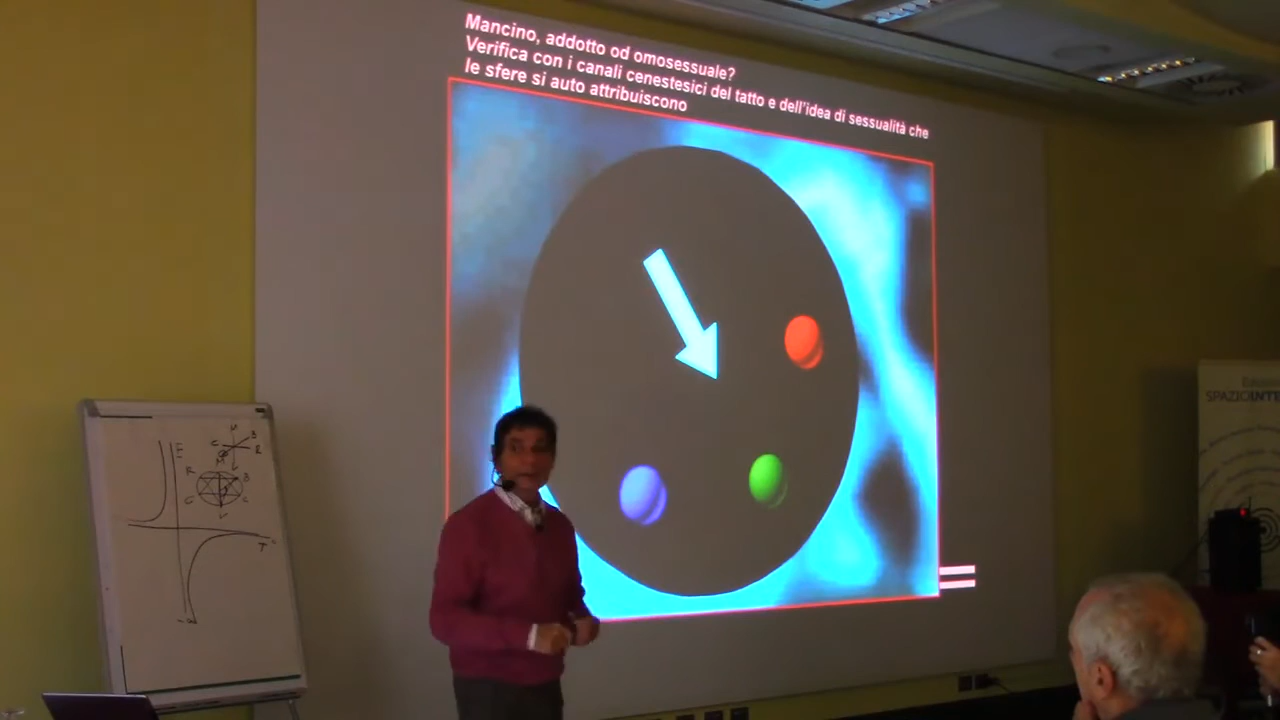 Mancino, addotto od omosessuale?
Verifica con i canali cenestesici del tatto e dell'idea di sessualità che
le sfere si auto attribuiscono
=
SPAZIOINTE